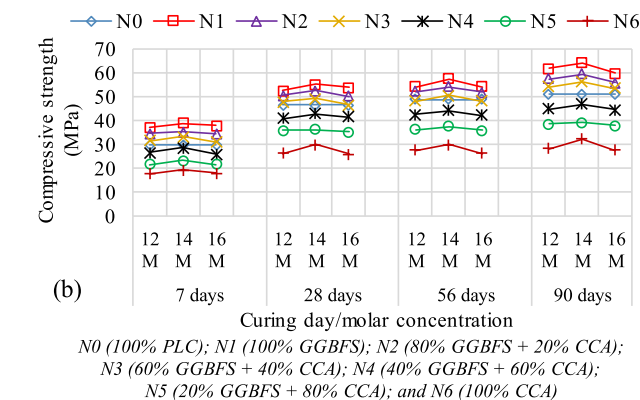 N0 N1 N2 N3 N4 N5 N6
Compressive strength
(MPa)
70
60
50
40
30
20
10
0
12 14 16 12 14 16 12 14 16 12 14 16
M M M M M M M M M M M M
7 days 28 days 56 days 90 days
(b)
Curing day/molar concentration
N0 (100% PLC); N1 (100% GGBFS); N2 (80% GGBFS + 20% CCA);
N3 (60% GGBFS + 40% CCA); N4 (40% GGBFS + 60% CCA);
N5 (20% GGBFS + 80% CCA); and N6 (100% CCA)